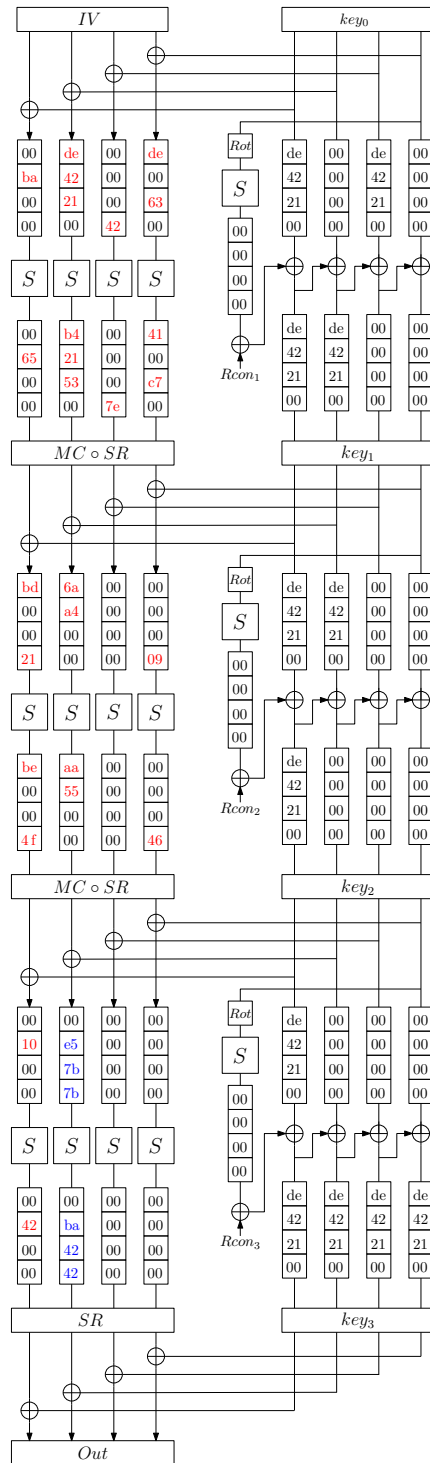 IV key₀
00 de 00 de Rot de 00 de 00
ba 42 00 00 42 00 42 00
00 21 00 63 S 21 00 21 00
00 00 42 00 00 00 00 00
00
00
00
00
S S S S
00 b4 00 41 de de 00 00
65 21 00 00 42 42 00 00
00 53 00 c7 Rcon₁ 21 21 00 00
00 00 7e 00 00 00 00 00
MC ∘ SR key₁
bd 6a 00 00 Rot de de 00 00
00 a4 00 00 42 42 00 00
00 00 00 00 S 21 21 00 00
21 00 00 09 00 00 00 00
00
00
00
00
S S S S
be aa 00 00 de 00 00 00
00 55 00 00 42 00 00 00
00 00 00 00 Rcon₂ 21 00 00 00
4f 00 00 46 00 00 00 00
MC ∘ SR key₂
00 00 00 00 Rot de 00 00 00
10 e5 00 00 42 00 00 00
00 7b 00 00 S 21 00 00 00
00 7b 00 00 00 00 00 00
00
00
00
00
S S S S
00 00 00 00 de de de de
42 ba 00 00 42 42 42 42
00 42 00 00 Rcon₃ 21 21 21 21
00 42 00 00 00 00 00 00
SR key₃
Out